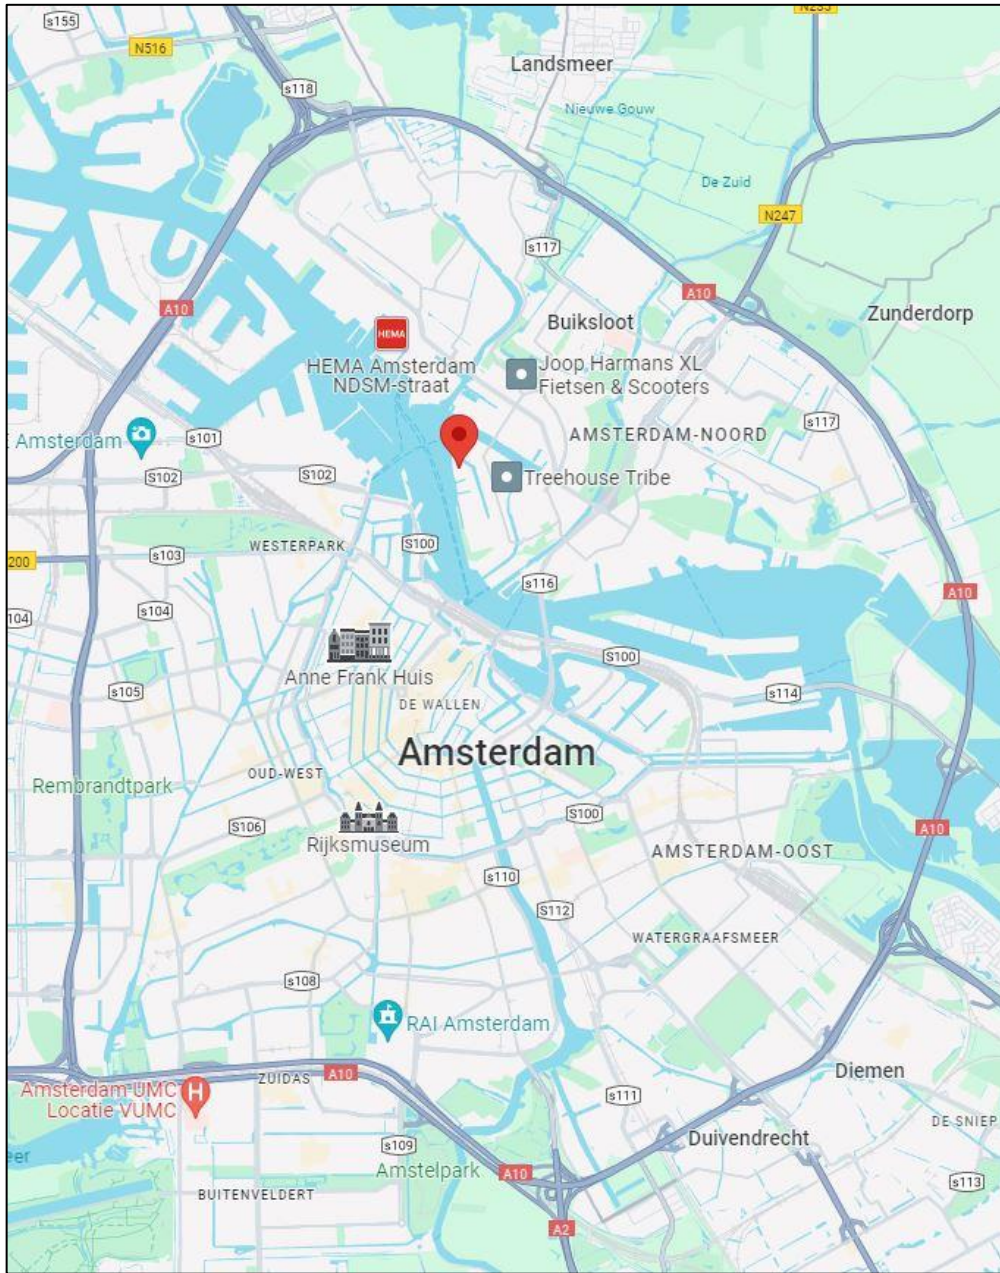 N235
s155
N516
Landsmeer
s118
Nieuwe Gouw
De Zuid
N247
s117
A10
A10
Buiksloot
Zunderdorp
HEMA
HEMA Amsterdam
NDSM-straat
Joop Harmans XL
Fietsen & Scooters
s117
Amsterdam
s101
AMSTERDAM-NOORD
S102
S102
Treehouse Tribe
WESTERPARK
S100
s103
200
s116
A10
104
s104
Anne Frank Huis
S100
s105
s114
DE WALLEN
Amsterdam
Rembrandtpark
OUD-WEST
S106
S100
A10
Rijksmuseum
AMSTERDAM-OOST
s110
S112
WATERGRAAFSMEER
s108
RAI Amsterdam
Diemen
ZUIDAS
A10
Amsterdam UMC
Locatie VUMC
H
s111
DE SNIEP
Duivendrecht
s109
eer
Amstelpark
A10
s113
BUITENVELDERT
A2